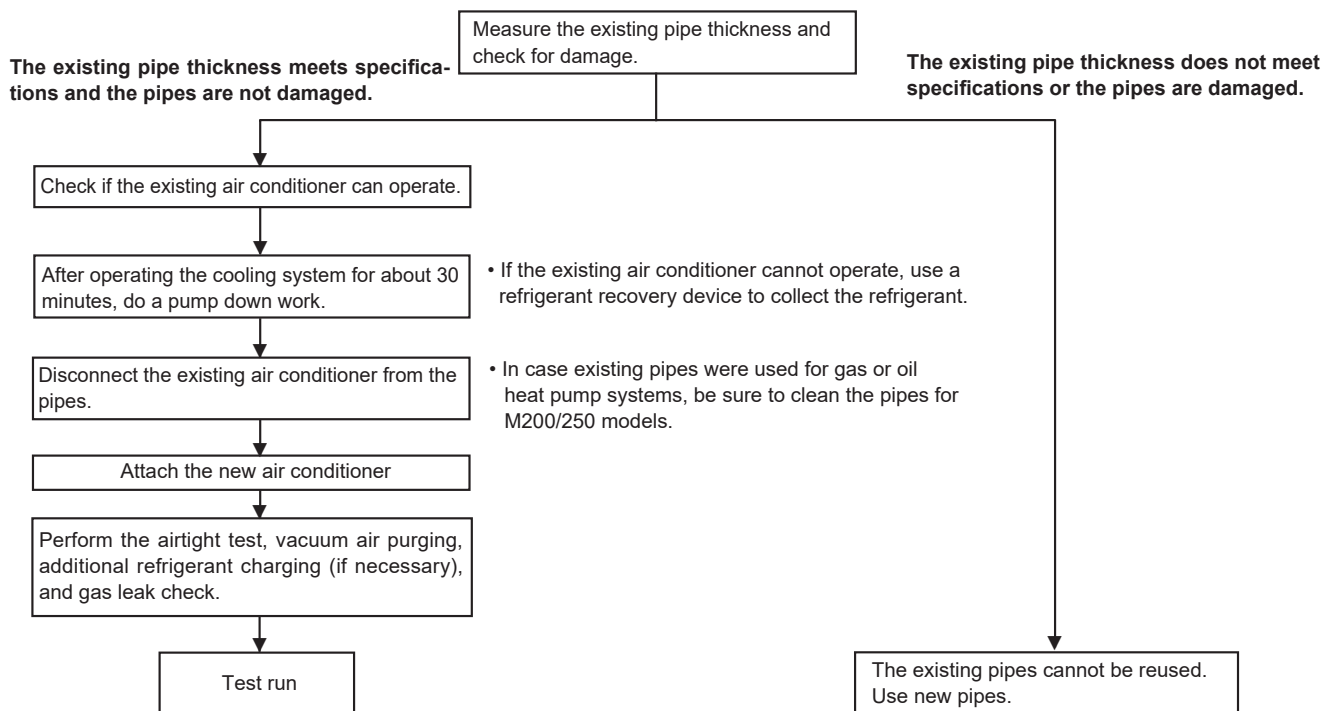 Measure the existing pipe thickness and
check for damage.
The existing pipe thickness meets specifica-
tions and the pipes are not damaged.
The existing pipe thickness does not meet
specifications or the pipes are damaged.
Check if the existing air conditioner can operate.
After operating the cooling system for about 30
minutes, do a pump down work.
• If the existing air conditioner cannot operate, use a
refrigerant recovery device to collect the refrigerant.
Disconnect the existing air conditioner from the
pipes.
• In case existing pipes were used for gas or oil
heat pump systems, be sure to clean the pipes for
M200/250 models.
Attach the new air conditioner
Perform the airtight test, vacuum air purging,
additional refrigerant charging (if necessary),
and gas leak check.
Test run
The existing pipes cannot be reused.
Use new pipes.